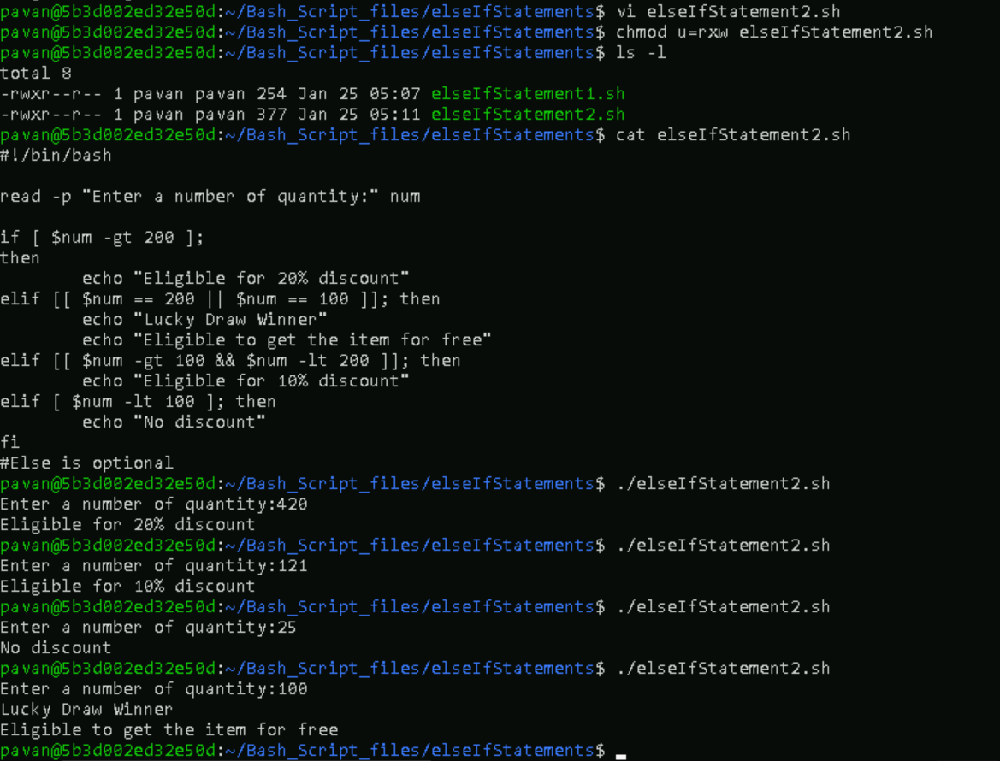 pavan@5b3d002ed32e50d:~/Bash_Script_files/elseIfStatements$ vi elseIfStatement2.sh
pavan@5b3d002ed32e50d:~/Bash_Script_files/elseIfStatements$ chmod u=rxw elseIfStatement2.sh
pavan@5b3d002ed32e50d:~/Bash_Script_files/elseIfStatements$ ls -l
total 8
-rwxr--r-- 1 pavan pavan 254 Jan 25 05:07 elseIfStatement1.sh
-rwxr--r-- 1 pavan pavan 377 Jan 25 05:11 elseIfStatement2.sh
pavan@5b3d002ed32e50d:~/Bash_Script_files/elseIfStatements$ cat elseIfStatement2.sh
#!/bin/bash

read -p "Enter a number of quantity:" num

if [ $num -gt 200 ];
then
        echo "Eligible for 20% discount"
elif [[ $num == 200 || $num == 100 ]]; then
        echo "Lucky Draw Winner"
        echo "Eligible to get the item for free"
elif [[ $num -gt 100 && $num -lt 200 ]]; then
        echo "Eligible for 10% discount"
elif [ $num -lt 100 ]; then
        echo "No discount"
fi
#Else is optional
pavan@5b3d002ed32e50d:~/Bash_Script_files/elseIfStatements$ ./elseIfStatement2.sh
Enter a number of quantity:420
Eligible for 20% discount
pavan@5b3d002ed32e50d:~/Bash_Script_files/elseIfStatements$ ./elseIfStatement2.sh
Enter a number of quantity:121
Eligible for 10% discount
pavan@5b3d002ed32e50d:~/Bash_Script_files/elseIfStatements$ ./elseIfStatement2.sh
Enter a number of quantity:25
No discount
pavan@5b3d002ed32e50d:~/Bash_Script_files/elseIfStatements$ ./elseIfStatement2.sh
Enter a number of quantity:100
Lucky Draw Winner
Eligible to get the item for free
pavan@5b3d002ed32e50d:~/Bash_Script_files/elseIfStatements$